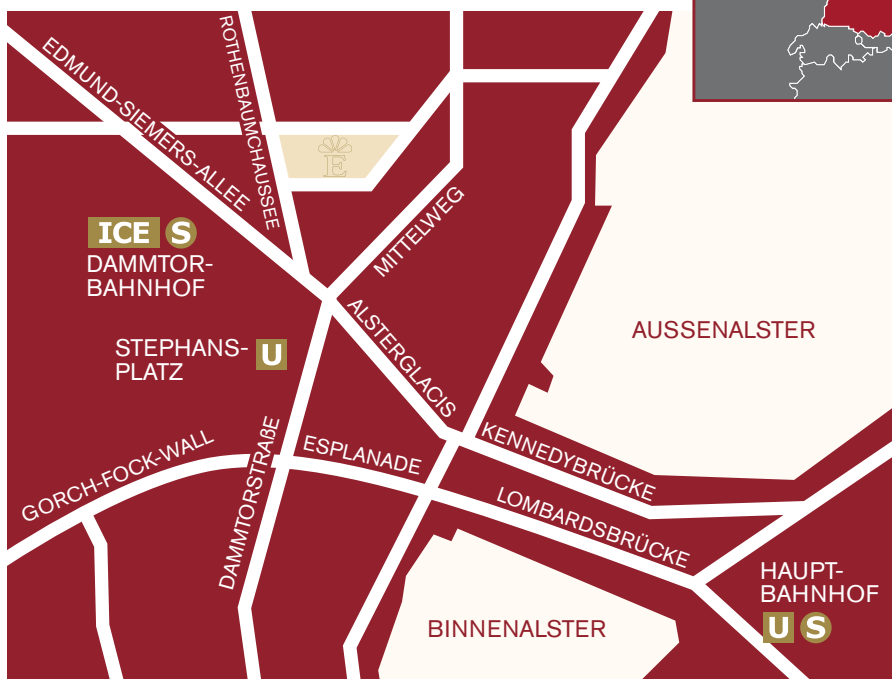 ROTHENBAUMCHAUSSEE
EDMUND-SIEMERS-ALLEE
E
MITTELWEG
ICE S
DAMMTOR-
BAHNHOF
AUSSENALSTER
ALSTERGLACIS
STEPHANS-
PLATZ
U
DAMMTORSTRAßE
ESPLANADE
KENNEDYBRÜCKE
GORCH-FOCK-WALL
LOMBARDSBRÜCKE
HAUPT-
BAHNHOF
U S
BINNENALSTER